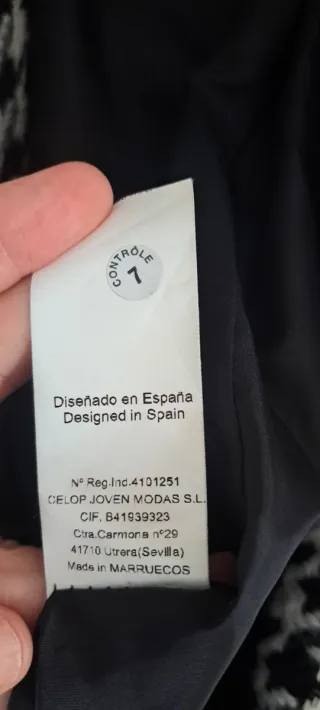 CONTRÔLE
7
Diseñado en España
Designed in Spain
Nº Reg.Ind.4101251
CELOP JOVEN MODAS S.L.
CIF. B41939323
Ctra.Carmona nº29
41710 Utrera(Sevilla)
Made in MARRUECOS